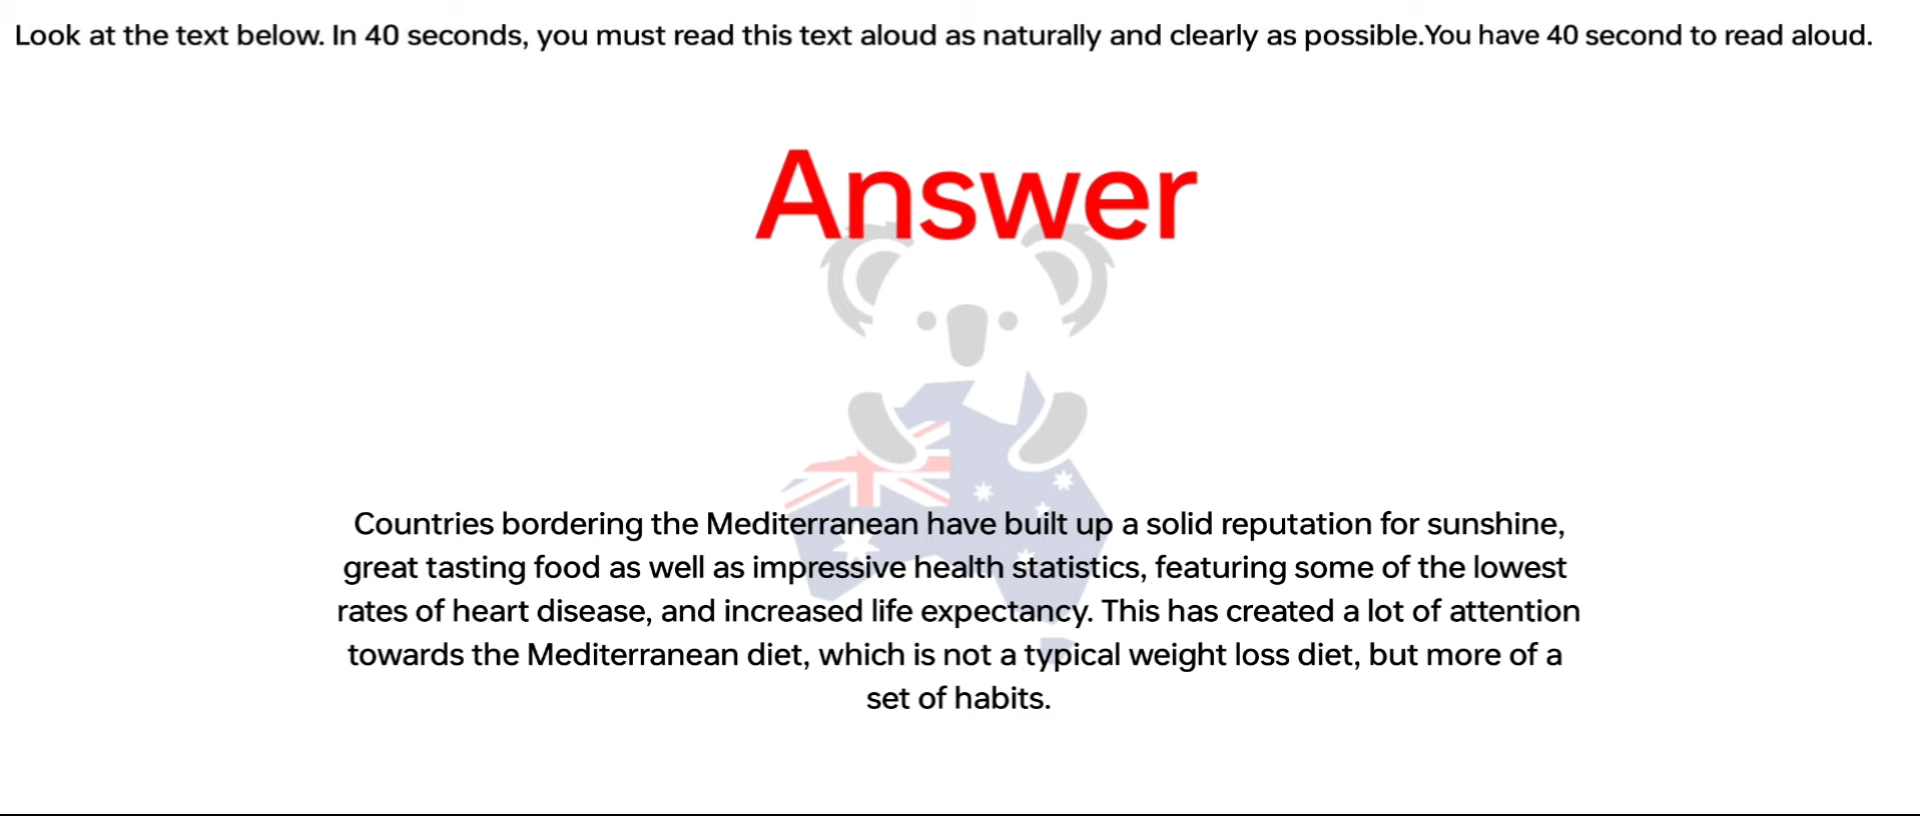 Look at the text below. In 40 seconds, you must read this text aloud as naturally and clearly as possible.You have 40 second to read aloud.
Answer
Countries bordering the Mediterranean have built up a solid reputation for sunshine,
great tasting food as well as impressive health statistics, featuring some of the lowest
rates of heart disease, and increased life expectancy. This has created a lot of attention
towards the Mediterranean diet, which is not a typical weight loss diet, but more of a
set of habits.